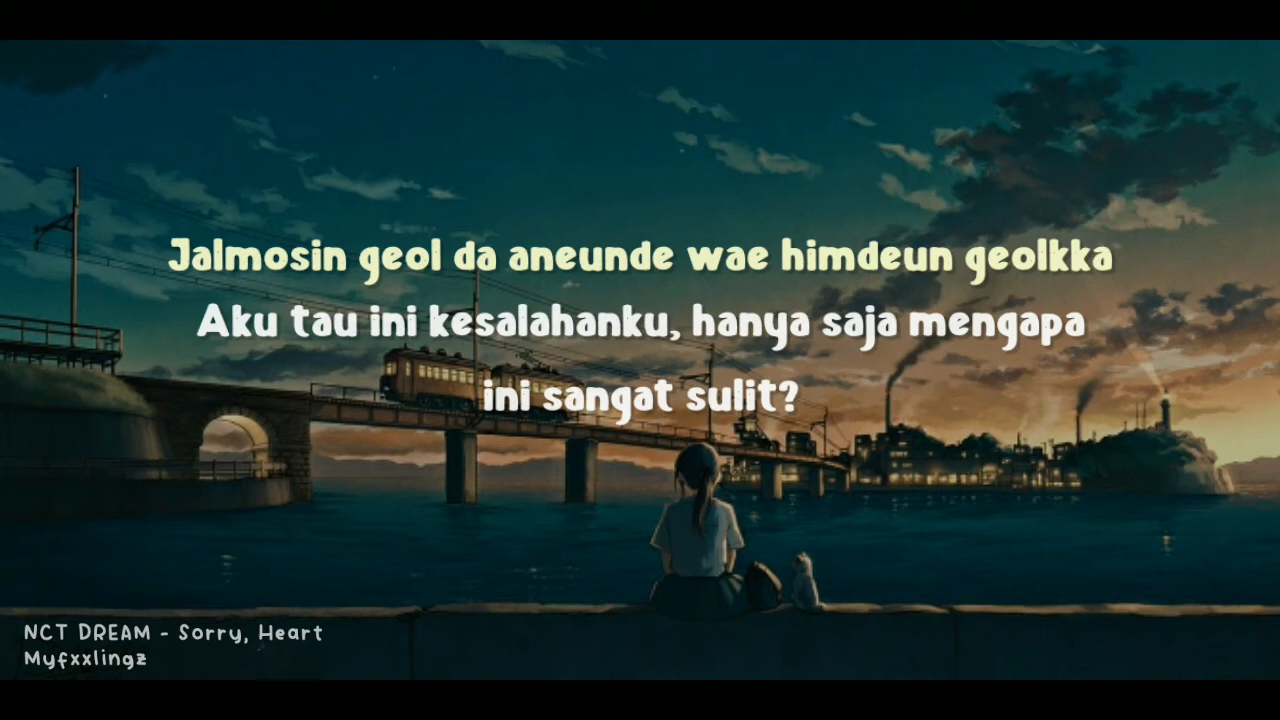 Jalmosin geol da aneunde wae himdeun geolkka
Aku tau ini kesalahanku, hanya saja mengapa
ini sangat sulit?
NCT DREAM - Sorry, Heart
Myfxxlingz